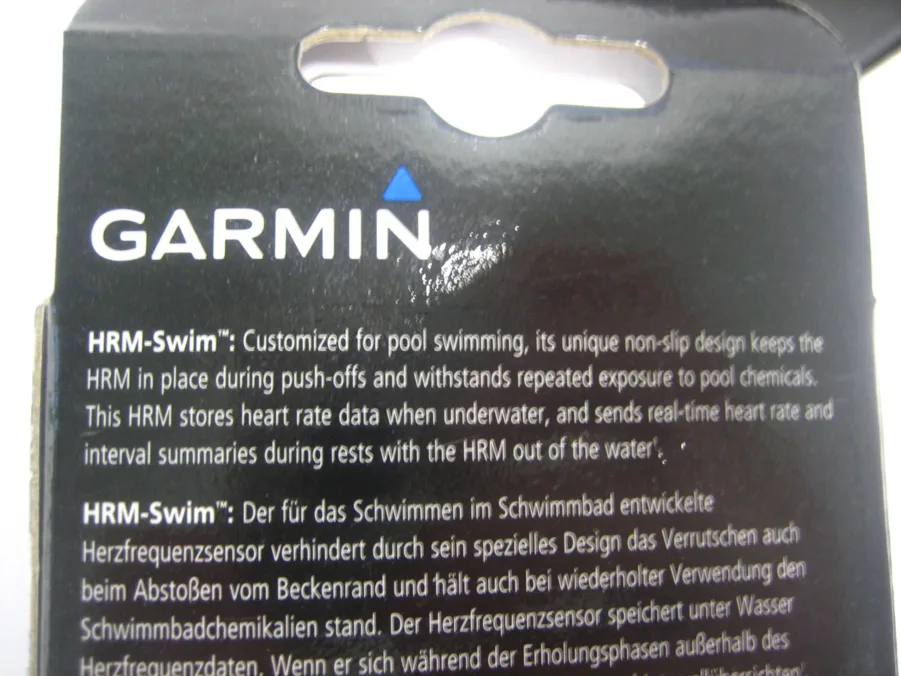 GARMIN
HRM-Swim™: Customized for pool swimming, its unique non-slip design keeps the
HRM in place during push-offs and withstands repeated exposure to pool chemicals.
This HRM stores heart rate data when underwater, and sends real-time heart rate and
interval summaries during rests with the HRM out of the water¹.
HRM-Swim™: Der für das Schwimmen im Schwimmbad entwickelte
Herzfrequenzsensor verhindert durch sein spezielles Design das Verrutschen auch
beim Abstoßen vom Beckenrand und hält auch bei wiederholter Verwendung den
Schwimmbadchemikalien stand. Der Herzfrequenzsensor speichert unter Wasser
Herzfrequenzdaten. Wenn er sich während der Erholungsphasen außerhalb des